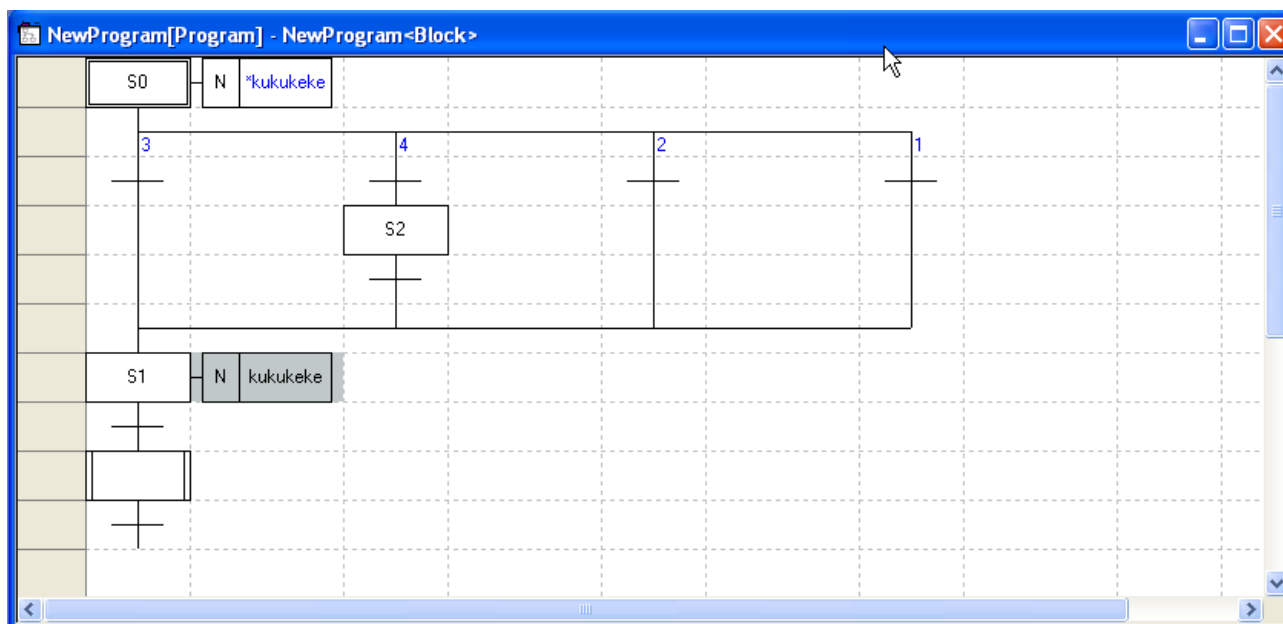 NewProgram[Program] - NewProgram<Block>
S0 N *kukukeke
3 4 2 1
S2
S1 N kukukeke